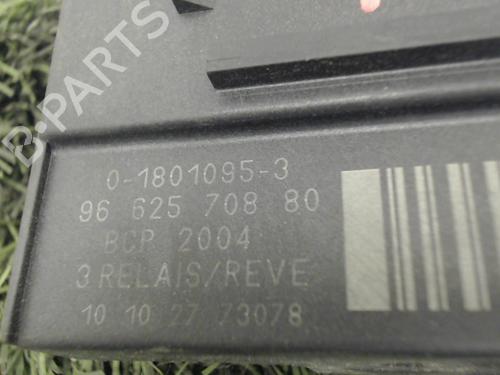 B-PARTS
0-1801095-3
96 625 708 80
BCP 2004
3 RELAIS/REVE
10 10 27 73078